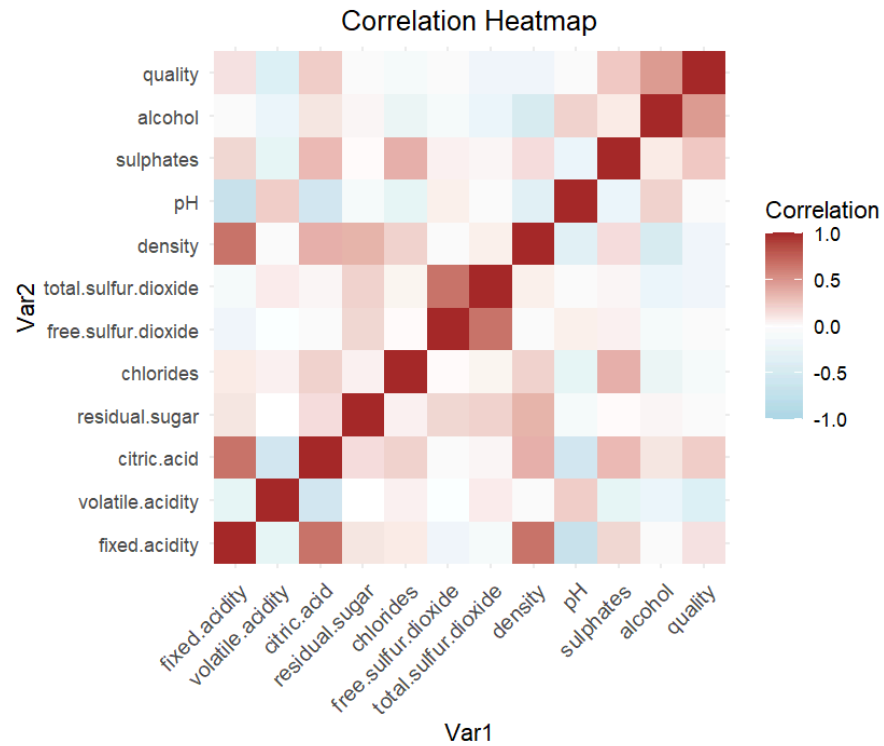 Correlation Heatmap
Var2
quality
alcohol
sulphates
pH
density
total.sulfur.dioxide
free.sulfur.dioxide
chlorides
residual.sugar
citric.acid
volatile.acidity
fixed.acidity
fixed.acidity
volatile.acidity
citric.acid
residual.sugar
chlorides
free.sulfur.dioxide
total.sulfur.dioxide
density
pH
sulphates
alcohol
quality
Var1
Correlation
1.0
0.5
0.0
-0.5
-1.0